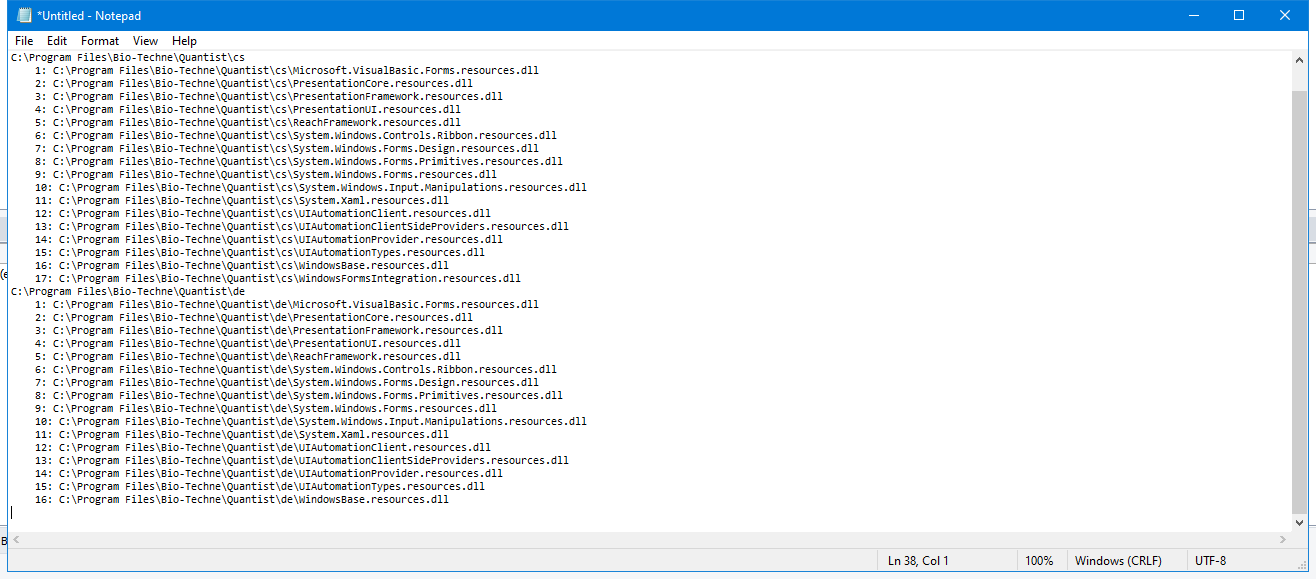 *Untitled - Notepad
File Edit Format View Help
C:\Program Files\Bio-Techne\Quantist\cs
1: C:\Program Files\Bio-Techne\Quantist\cs\Microsoft.VisualBasic.Forms.resources.dll
2: C:\Program Files\Bio-Techne\Quantist\cs\PresentationCore.resources.dll
3: C:\Program Files\Bio-Techne\Quantist\cs\PresentationFramework.resources.dll
4: C:\Program Files\Bio-Techne\Quantist\cs\PresentationUI.resources.dll
5: C:\Program Files\Bio-Techne\Quantist\cs\ReachFramework.resources.dll
6: C:\Program Files\Bio-Techne\Quantist\cs\System.Windows.Controls.Ribbon.resources.dll
7: C:\Program Files\Bio-Techne\Quantist\cs\System.Windows.Forms.Design.resources.dll
8: C:\Program Files\Bio-Techne\Quantist\cs\System.Windows.Forms.Primitives.resources.dll
9: C:\Program Files\Bio-Techne\Quantist\cs\System.Windows.Forms.resources.dll
10: C:\Program Files\Bio-Techne\Quantist\cs\System.Windows.Input.Manipulations.resources.dll
11: C:\Program Files\Bio-Techne\Quantist\cs\System.Xaml.resources.dll
12: C:\Program Files\Bio-Techne\Quantist\cs\UIAutomationClient.resources.dll
13: C:\Program Files\Bio-Techne\Quantist\cs\UIAutomationClientSideProviders.resources.dll
14: C:\Program Files\Bio-Techne\Quantist\cs\UIAutomationProvider.resources.dll
15: C:\Program Files\Bio-Techne\Quantist\cs\UIAutomationTypes.resources.dll
16: C:\Program Files\Bio-Techne\Quantist\cs\WindowsBase.resources.dll
17: C:\Program Files\Bio-Techne\Quantist\cs\WindowsFormsIntegration.resources.dll
C:\Program Files\Bio-Techne\Quantist\de
1: C:\Program Files\Bio-Techne\Quantist\de\Microsoft.VisualBasic.Forms.resources.dll
2: C:\Program Files\Bio-Techne\Quantist\de\PresentationCore.resources.dll
3: C:\Program Files\Bio-Techne\Quantist\de\PresentationFramework.resources.dll
4: C:\Program Files\Bio-Techne\Quantist\de\PresentationUI.resources.dll
5: C:\Program Files\Bio-Techne\Quantist\de\ReachFramework.resources.dll
6: C:\Program Files\Bio-Techne\Quantist\de\System.Windows.Controls.Ribbon.resources.dll
7: C:\Program Files\Bio-Techne\Quantist\de\System.Windows.Forms.Design.resources.dll
8: C:\Program Files\Bio-Techne\Quantist\de\System.Windows.Forms.Primitives.resources.dll
9: C:\Program Files\Bio-Techne\Quantist\de\System.Windows.Forms.resources.dll
10: C:\Program Files\Bio-Techne\Quantist\de\System.Windows.Input.Manipulations.resources.dll
11: C:\Program Files\Bio-Techne\Quantist\de\System.Xaml.resources.dll
12: C:\Program Files\Bio-Techne\Quantist\de\UIAutomationClient.resources.dll
13: C:\Program Files\Bio-Techne\Quantist\de\UIAutomationClientSideProviders.resources.dll
14: C:\Program Files\Bio-Techne\Quantist\de\UIAutomationProvider.resources.dll
15: C:\Program Files\Bio-Techne\Quantist\de\UIAutomationTypes.resources.dll
16: C:\Program Files\Bio-Techne\Quantist\de\WindowsBase.resources.dll
Ln 38, Col 1 100% Windows (CRLF) UTF-8